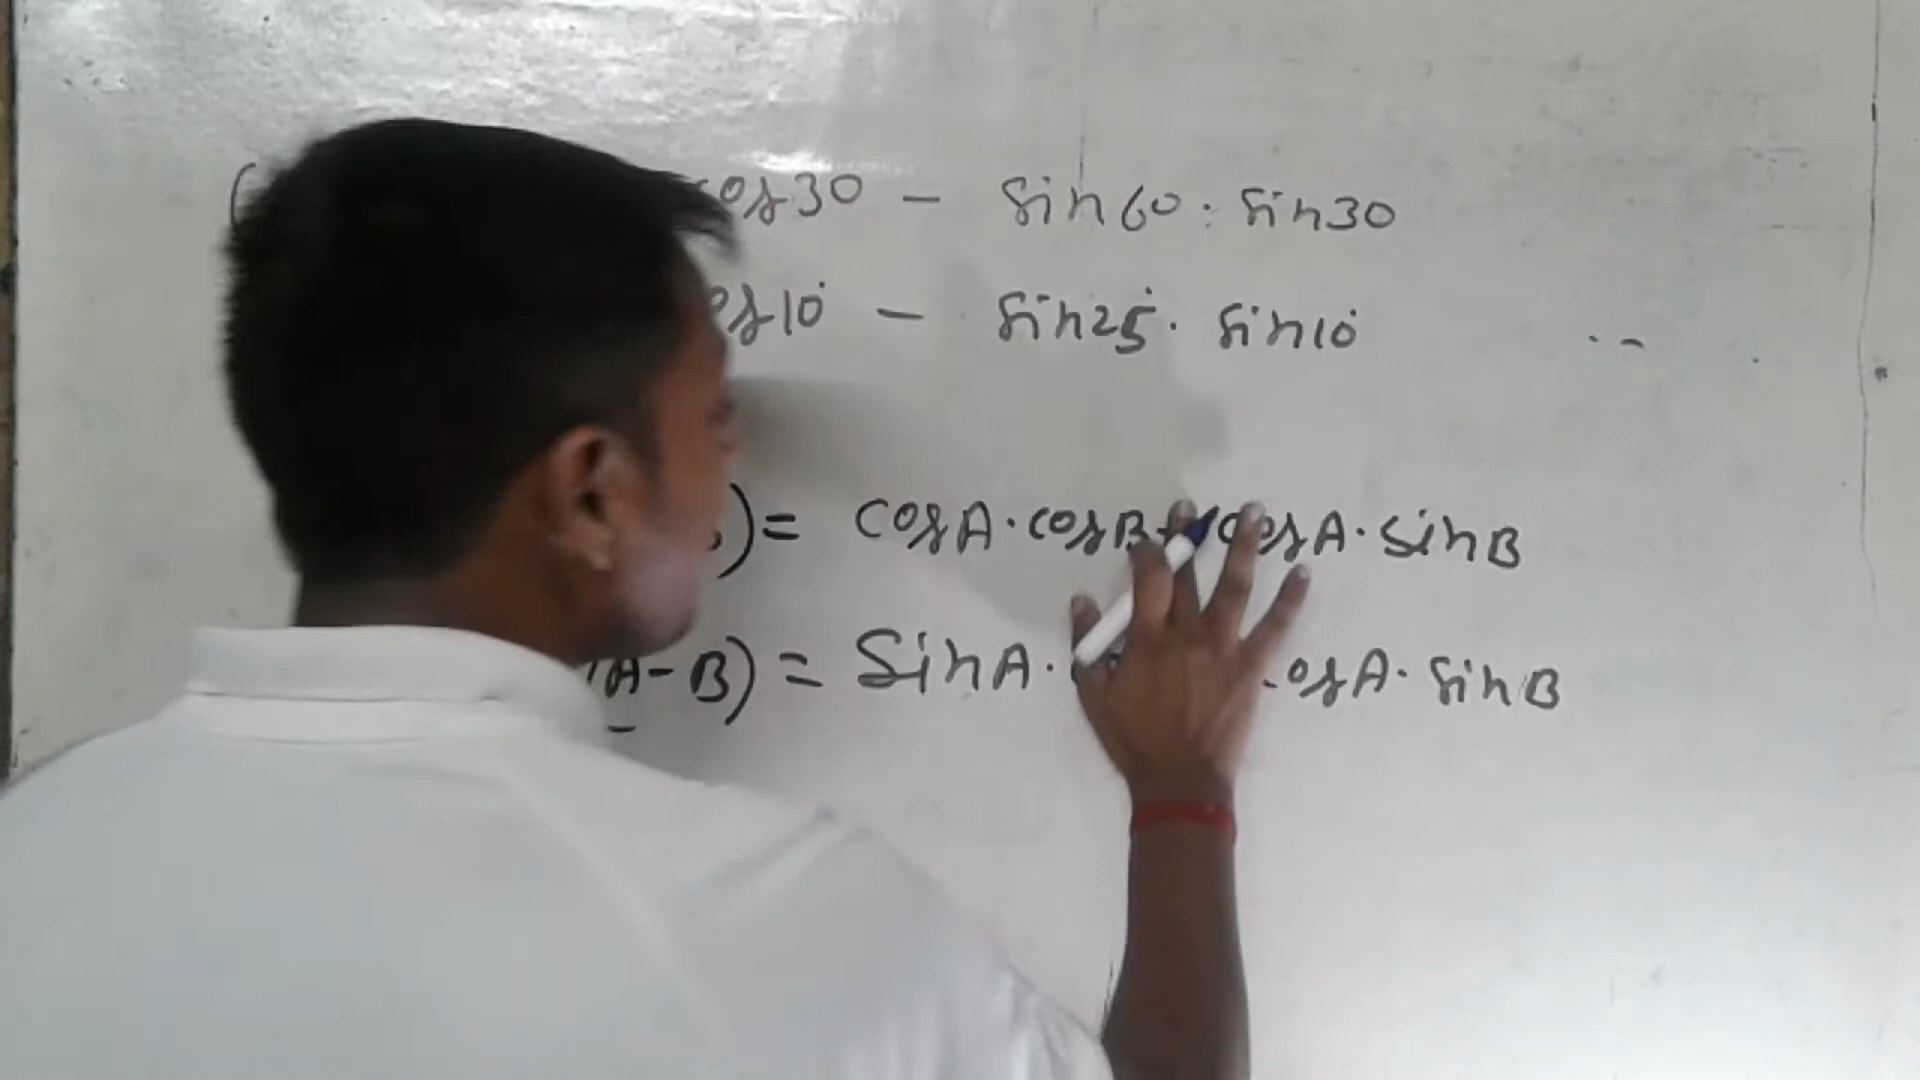 ( cos30 - sin60 . sin30
cos10° - sin25° . sin10°
) = cosA . cosB + cosA . sinB
(A-B) = SinA . cosA . sinB